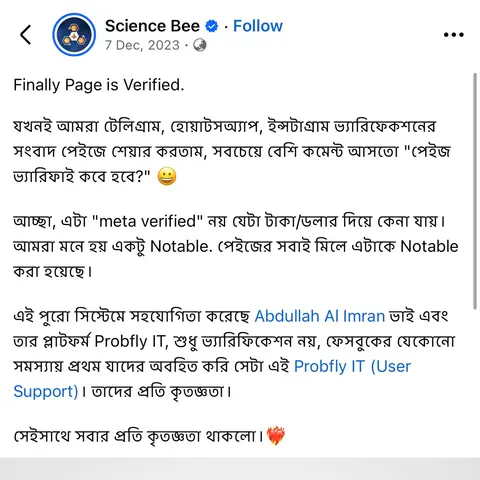 Science Bee · Follow
7 Dec, 2023 ·
Finally Page is Verified.
যখনই আমরা টেলিগ্রাম, হোয়াটসঅ্যাপ, ইন্সটাগ্রাম ভ্যারিফেকশনের
সংবাদ পেইজে শেয়ার করতাম, সবচেয়ে বেশি কমেন্ট আসতো "পেইজ
ভ্যারিফাই কবে হবে?" 😀
আচ্ছা, এটা "meta verified" নয় যেটা টাকা/ডলার দিয়ে কেনা যায়।
আমরা মনে হয় একটু Notable. পেইজের সবাই মিলে এটাকে Notable
করা হয়েছে।
এই পুরো সিস্টেমে সহযোগিতা করেছে Abdullah Al Imran ভাই এবং
তার প্লাটফর্ম Probfly IT, শুধু ভ্যারিফিকেশন নয়, ফেসবুকের যেকোনো
সমস্যায় প্রথম যাদের অবহিত করি সেটা এই Probfly IT (User
Support)। তাদের প্রতি কৃতজ্ঞতা।
সেইসাথে সবার প্রতি কৃতজ্ঞতা থাকলো। ❤️‍🔥